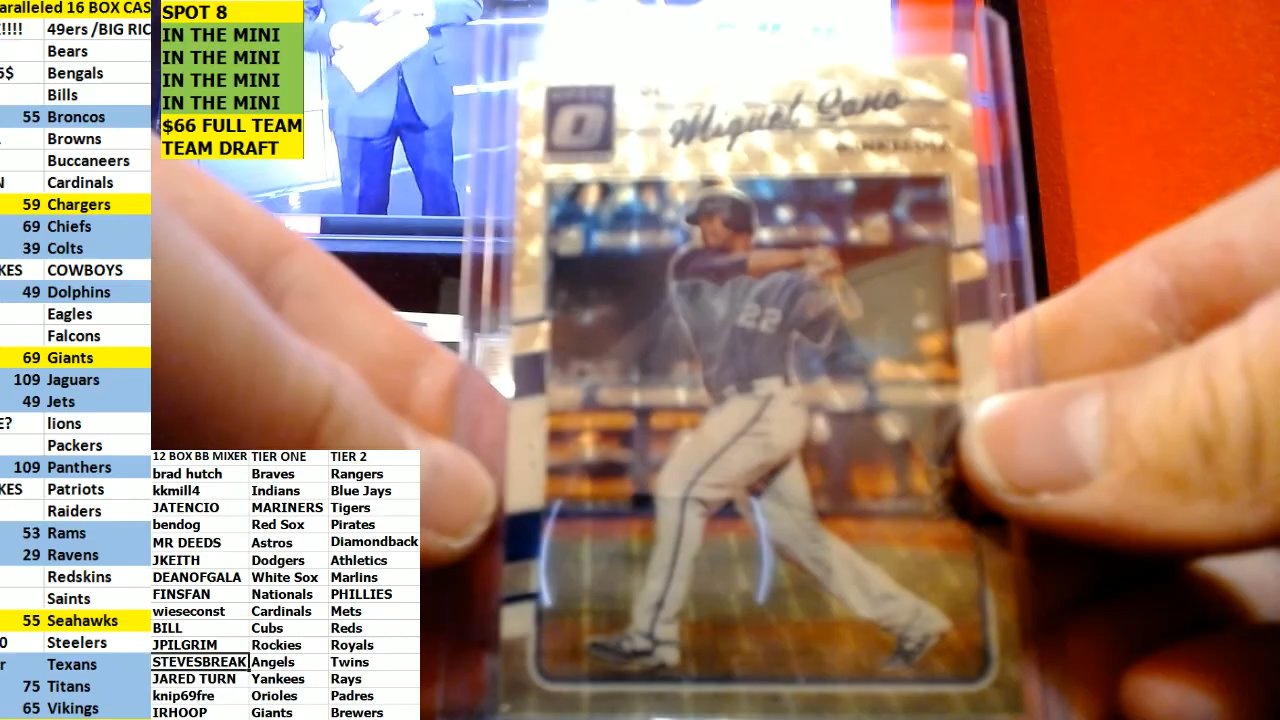 aralleled 16 BOX CAS
!!!! 49ers /BIG RIC
Bears
5$ Bengals
Bills
55 Broncos
Browns
Buccaneers
N Cardinals
59 Chargers
69 Chiefs
39 Colts
KES COWBOYS
49 Dolphins
Eagles
Falcons
69 Giants
109 Jaguars
49 Jets
E? lions
Packers
109 Panthers
KES Patriots
Raiders
53 Rams
29 Ravens
Redskins
Saints
55 Seahawks
0 Steelers
r Texans
75 Titans
65 Vikings
SPOT 8
IN THE MINI
IN THE MINI
IN THE MINI
IN THE MINI
$66 FULL TEAM
TEAM DRAFT
12 BOX BB MIXER TIER ONE TIER 2
brad hutch Braves Rangers
kkmill4 Indians Blue Jays
JATENCIO MARINERS Tigers
bendog Red Sox Pirates
MR DEEDS Astros Diamondback
JKEITH Dodgers Athletics
DEANOFGALA White Sox Marlins
FINSFAN Nationals PHILLIES
wieseconst Cardinals Mets
BILL Cubs Reds
JPILGRIM Rockies Royals
STEVESBREAK Angels Twins
JARED TURN Yankees Rays
knip69fre Orioles Padres
IRHOOP Giants Brewers
Miguel Sano
22